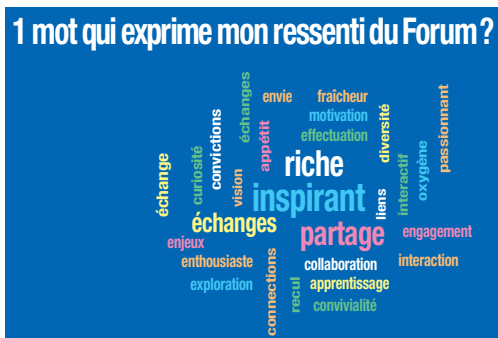 1 mot qui exprime mon ressenti du Forum ?
échanges
envie
fraîcheur
motivation
effectuation
diversité
passionnant
convictions
curiosité
échange
appétit
vision
riche
interactif
oxygène
inspirant
liens
échanges
partage
engagement
enjeux
enthousiaste
connections
collaboration
interaction
exploration
recul
apprentissage
convivialité